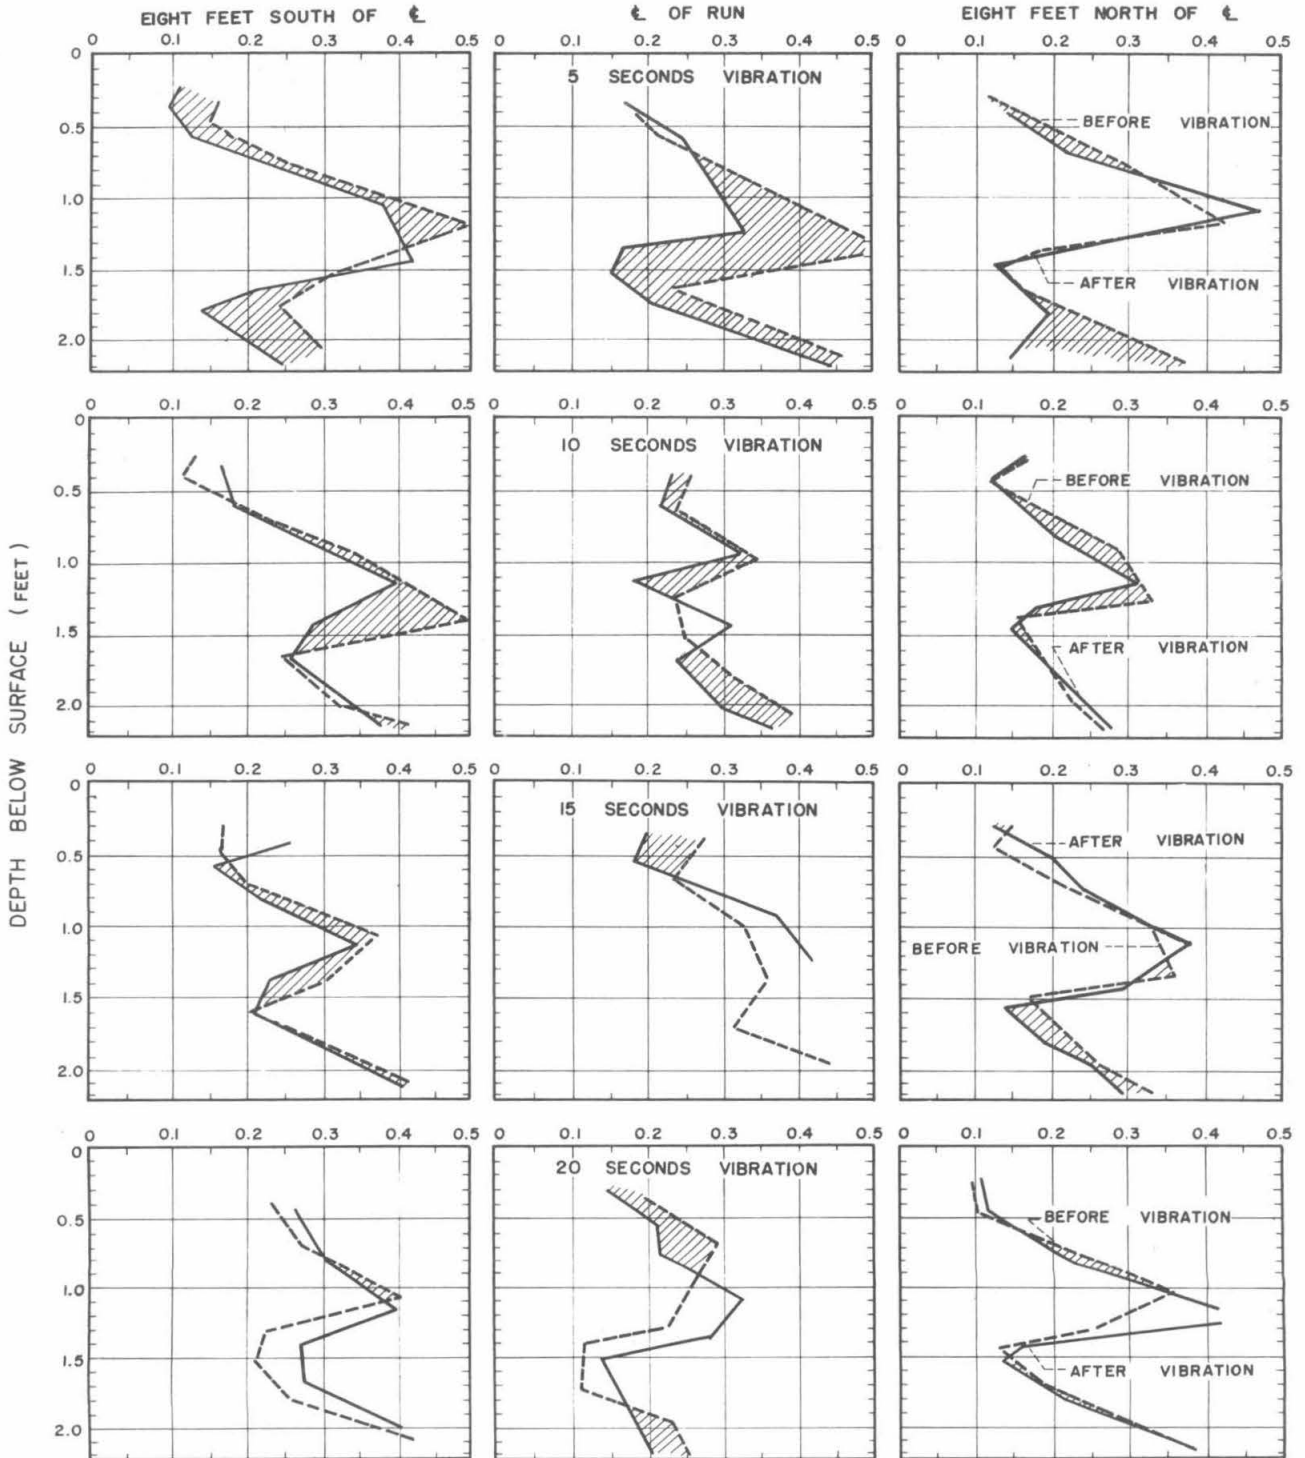 EIGHT FEET SOUTH OF ℄
℄ OF RUN
EIGHT FEET NORTH OF ℄
0 0.1 0.2 0.3 0.4 0.5
0 0.1 0.2 0.3 0.4 0.5
0 0.1 0.2 0.3 0.4 0.5
5 SECONDS VIBRATION
BEFORE VIBRATION
AFTER VIBRATION
0
0.5
1.0
1.5
2.0
0 0.1 0.2 0.3 0.4 0.5
0 0.1 0.2 0.3 0.4 0.5
0 0.1 0.2 0.3 0.4 0.5
10 SECONDS VIBRATION
BEFORE VIBRATION
AFTER VIBRATION
0
0.5
1.0
1.5
2.0
DEPTH BELOW SURFACE (FEET)
0 0.1 0.2 0.3 0.4 0.5
0 0.1 0.2 0.3 0.4 0.5
0 0.1 0.2 0.3 0.4 0.5
15 SECONDS VIBRATION
AFTER VIBRATION
BEFORE VIBRATION
0
0.5
1.0
1.5
2.0
0 0.1 0.2 0.3 0.4 0.5
0 0.1 0.2 0.3 0.4 0.5
0 0.1 0.2 0.3 0.4 0.5
20 SECONDS VIBRATION
BEFORE VIBRATION
AFTER VIBRATION
0
0.5
1.0
1.5
2.0